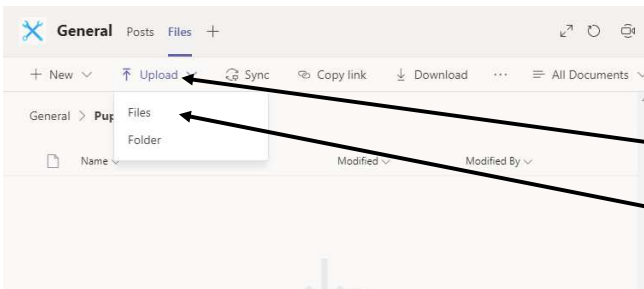 General Posts Files +
+ New Upload Sync Copy link Download ... All Documents
General > Pup
Files
Folder
Name Modified Modified By